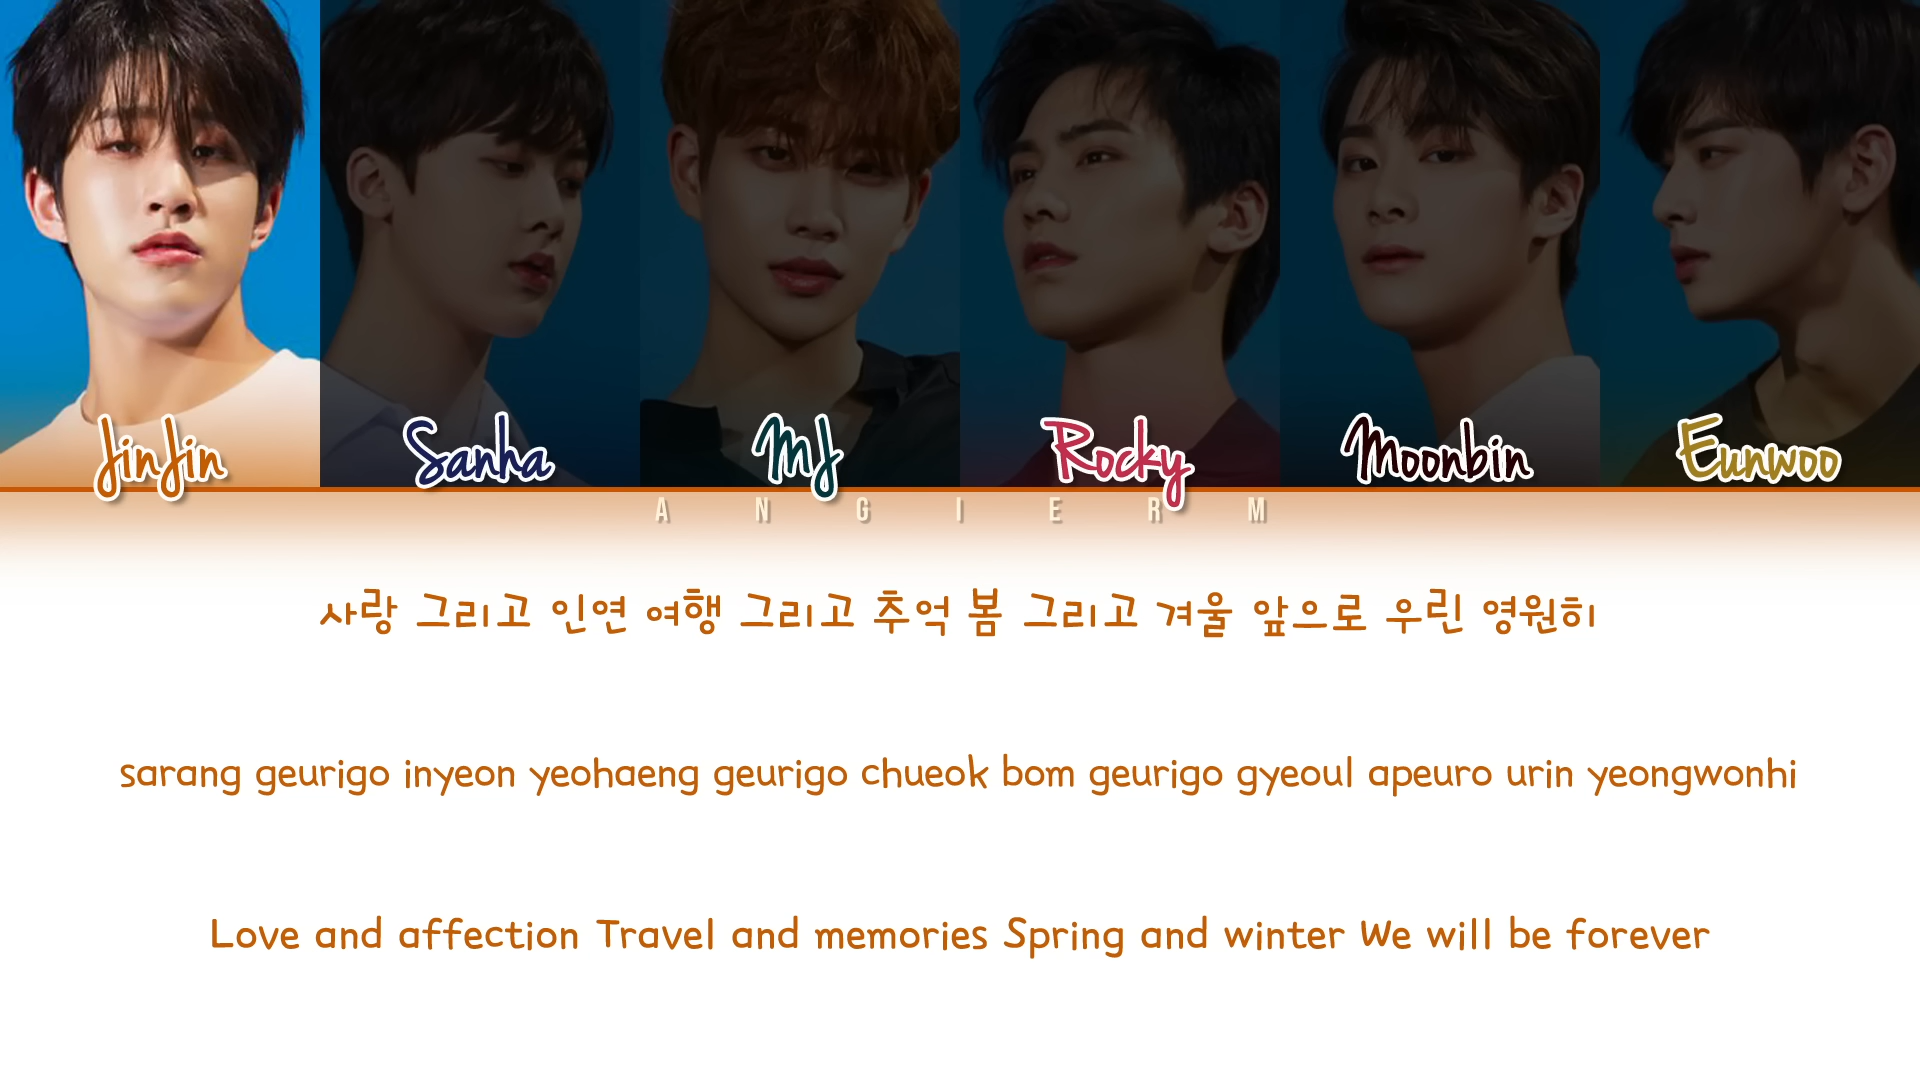 JinJin Sanha MJ Rocky Moonbin Eunwoo
A N G I E R M
사랑 그리고 인연 여행 그리고 추억 봄 그리고 겨울 앞으로 우린 영원히
sarang geurigo inyeon yeohaeng geurigo chueok bom geurigo gyeoul apeuro urin yeongwonhi
Love and affection Travel and memories Spring and winter We will be forever